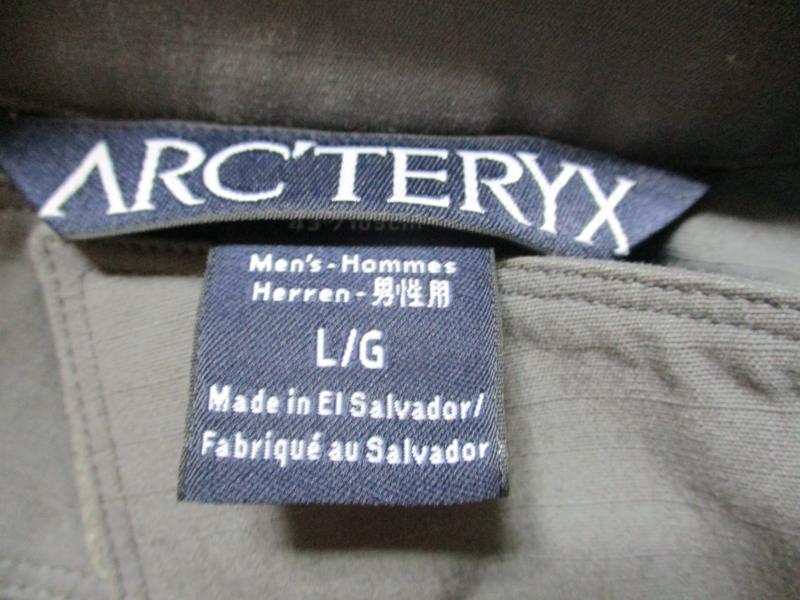 ARC'TERYX
Men's - Hommes
Herren - 男性用
L/G
Made in El Salvador/
Fabriqué au Salvador